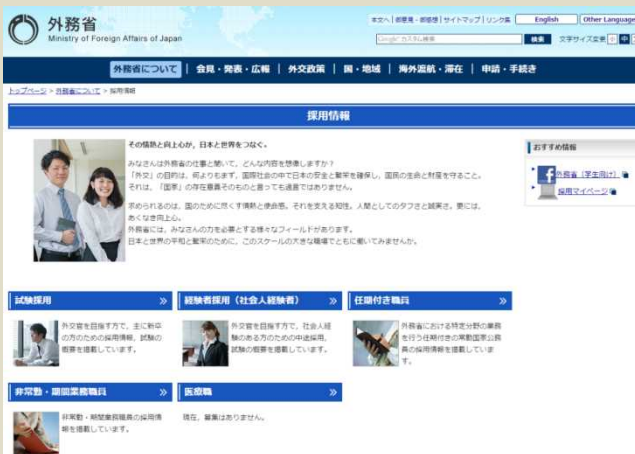 外務省
Ministry of Foreign Affairs of Japan
本文へ | 御意見・御感想 | サイトマップ | リンク集
English
Other Language
検索
文字サイズ変更
中
外務省について | 会見・発表・広報 | 外交政策 | 国・地域 | 海外渡航・滞在 | 申請・手続き
トップページ > 外務省について > 採用情報
採用情報
その情熱と向上心が、日本と世界をつなぐ。
みなさんは外務省の仕事と聞いて、どんな内容を想像しますか?
「外交」の目的は、何よりもまず、国際社会の中で日本の安全と繁栄を確保し、国民の生命と財産を守ること。
それは、「国家」の存在意義そのものと言っても過言ではありません。
求められるのは、国のために尽くす情熱と使命感。それを支える知性。人間としてのタフさと誠実さ。更には、
あくなき向上心。
外務省には、みなさんの力を必要とする様々なフィールドがあります。
日本と世界の平和と繁栄のために、このスケールの大きな職場でともに働いてみませんか。
おすすめ情報
外務省(学生向け)
採用マイページ
試験採用
外交官を目指す方で、主に新卒
の方のための採用情報、試験の
概要を掲載しています。
経験者採用(社会人経験者)
外交官を目指す方で、社会人経
験のある方のための中途採用、
試験の概要を掲載しています。
任期付き職員
外務省における特定分野の業務
を行う任期付きの常勤国家公務
員の採用情報を掲載していま
す。
非常勤・期間業務職員
非常勤・期間業務職員の採用情
報を掲載しています。
医療職
現在、募集はありません。